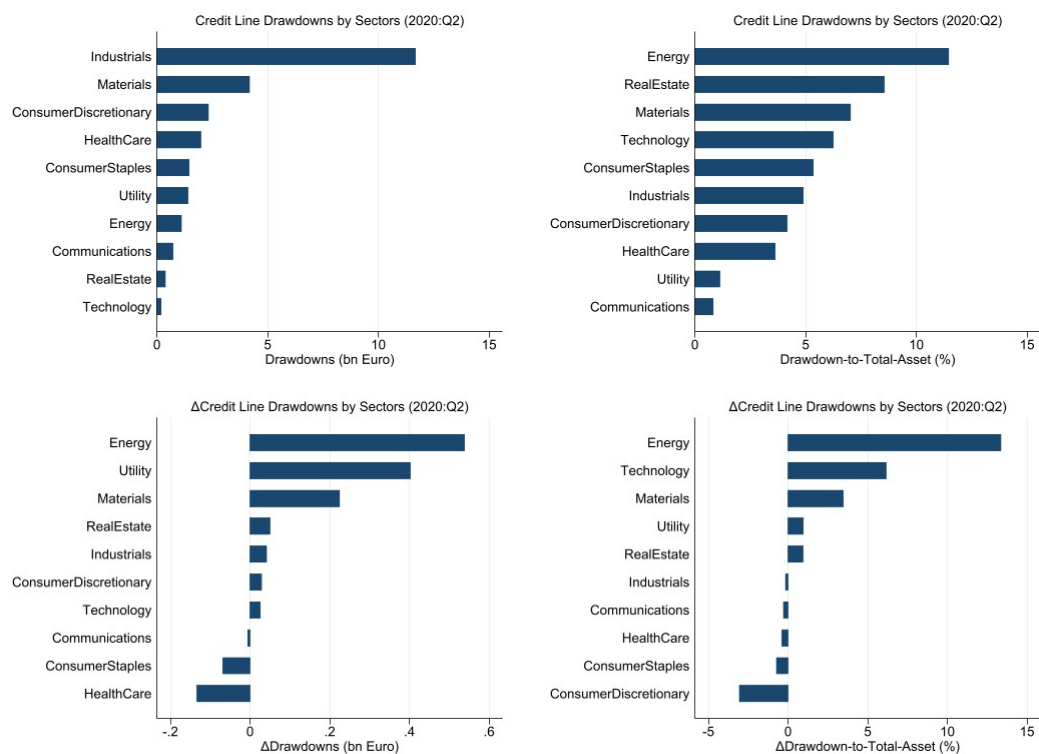 Credit Line Drawdowns by Sectors (2020:Q2)
Industrials
Materials
ConsumerDiscretionary
HealthCare
ConsumerStaples
Utility
Energy
Communications
RealEstate
Technology
0 5 10 15
Drawdowns (bn Euro)
Credit Line Drawdowns by Sectors (2020:Q2)
Energy
RealEstate
Materials
Technology
ConsumerStaples
Industrials
ConsumerDiscretionary
HealthCare
Utility
Communications
0 5 10 15
Drawdown-to-Total-Asset (%)
ΔCredit Line Drawdowns by Sectors (2020:Q2)
Energy
Utility
Materials
RealEstate
Industrials
ConsumerDiscretionary
Technology
Communications
ConsumerStaples
HealthCare
-.2 0 .2 .4 .6
ΔDrawdowns (bn Euro)
ΔCredit Line Drawdowns by Sectors (2020:Q2)
Energy
Technology
Materials
Utility
RealEstate
Industrials
Communications
HealthCare
ConsumerStaples
ConsumerDiscretionary
-5 0 5 10 15
ΔDrawdown-to-Total-Asset (%)